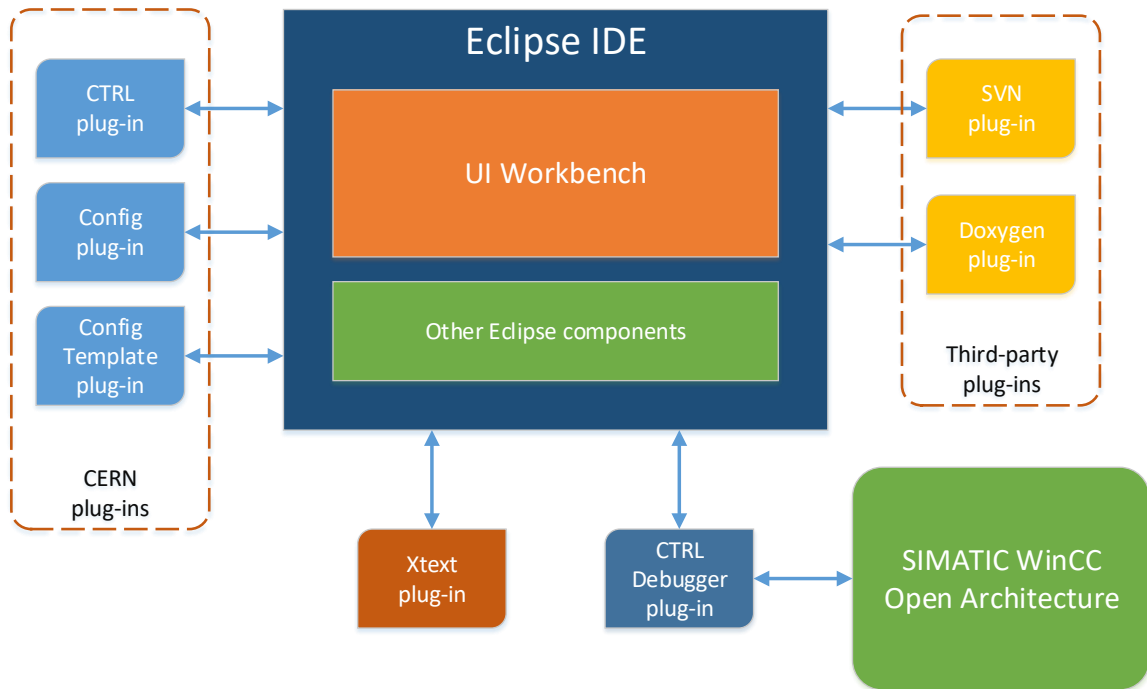 Eclipse IDE
UI Workbench
Other Eclipse components
CTRL
plug-in
Config
plug-in
Config
Template
plug-in
CERN
plug-ins
SVN
plug-in
Doxygen
plug-in
Third-party
plug-ins
Xtext
plug-in
CTRL
Debugger
plug-in
SIMATIC WinCC
Open Architecture